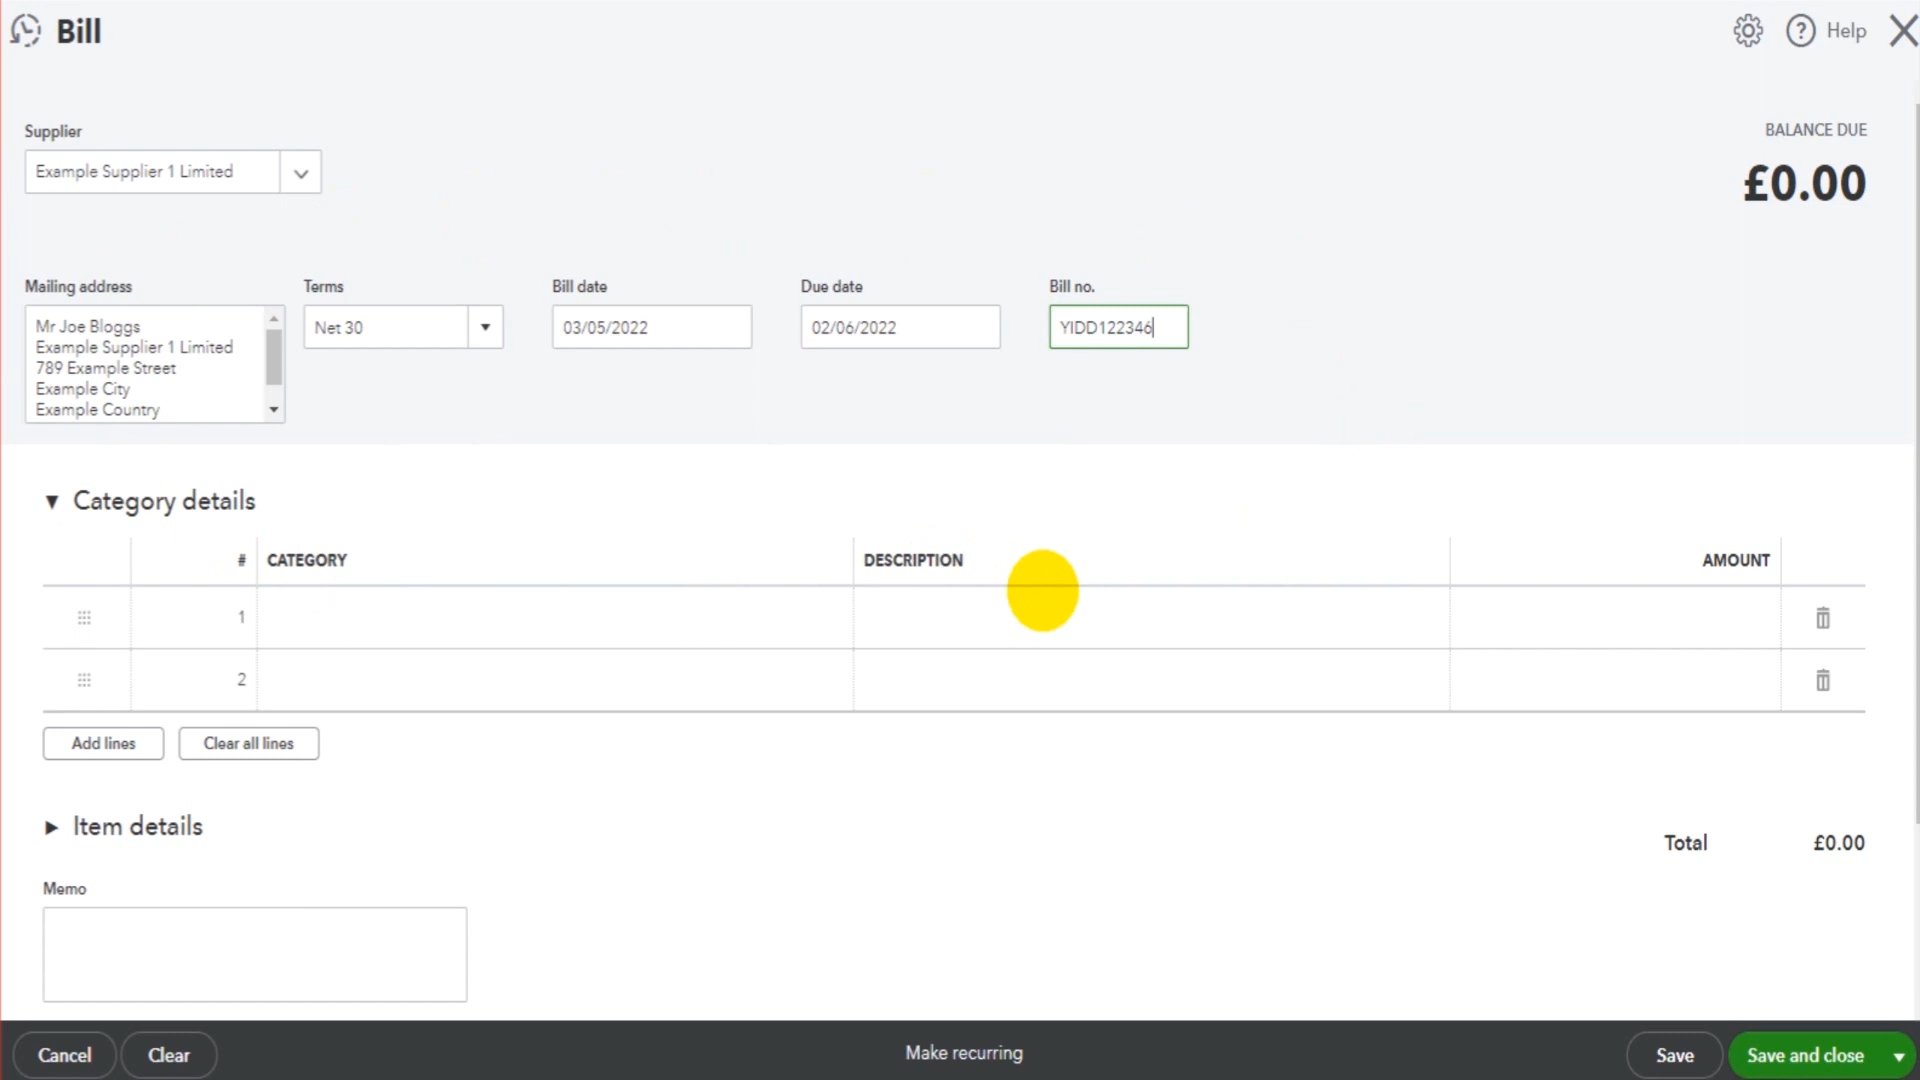 Bill
Help
Supplier
Example Supplier 1 Limited
BALANCE DUE
£0.00
Mailing address
Mr Joe Bloggs
Example Supplier 1 Limited
789 Example Street
Example City
Example Country
Terms
Net 30
Bill date
03/05/2022
Due date
02/06/2022
Bill no.
YIDD122346
Category details
# CATEGORY DESCRIPTION AMOUNT
1
2
Add lines Clear all lines
Item details
Total £0.00
Memo
Cancel Clear Make recurring Save Save and close